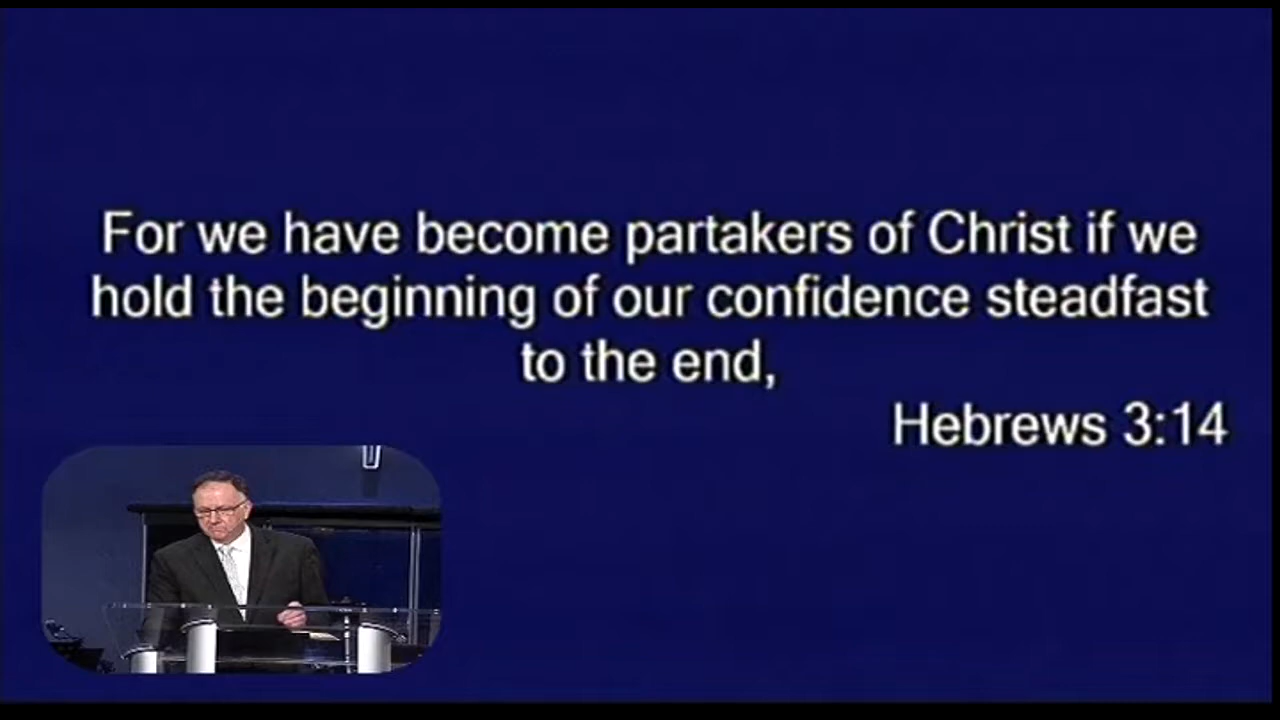 For we have become partakers of Christ if we
hold the beginning of our confidence steadfast
to the end,
Hebrews 3:14